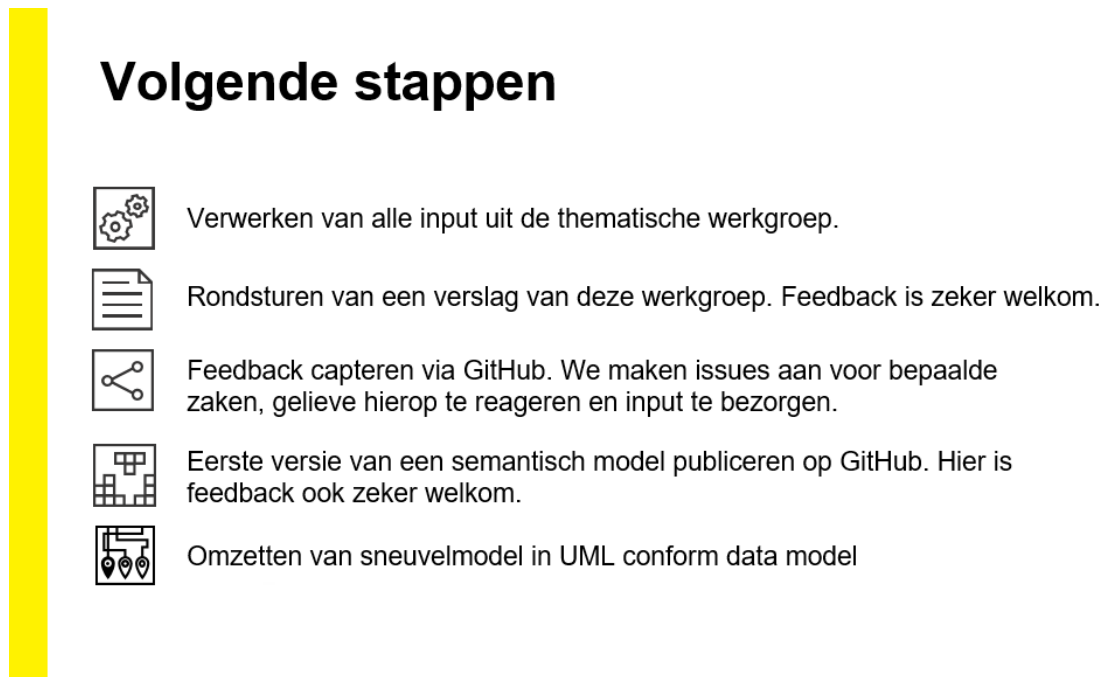 Volgende stappen
Verwerken van alle input uit de thematische werkgroep.
Rondsturen van een verslag van deze werkgroep. Feedback is zeker welkom.
Feedback capteren via GitHub. We maken issues aan voor bepaalde
zaken, gelieve hierop te reageren en input te bezorgen.
Eerste versie van een semantisch model publiceren op GitHub. Hier is
feedback ook zeker welkom.
Omzetten van sneuvelmodel in UML conform data model